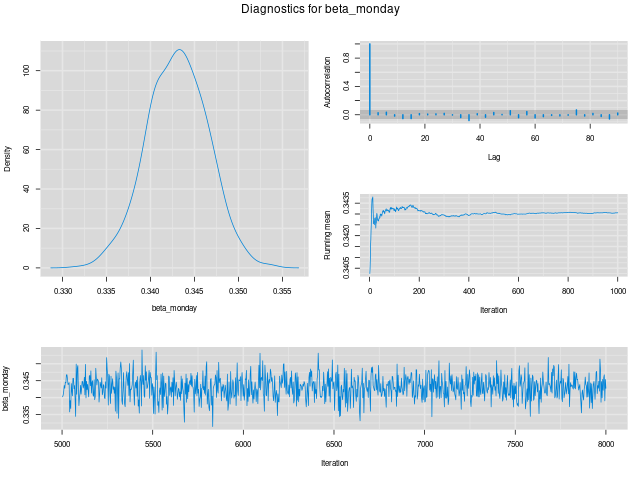 Diagnostics for beta_monday
Density
0 20 40 60 80 100
0.330 0.335 0.340 0.345 0.350 0.355
beta_monday
Autocorrelation
0.0 0.4 0.8
0 20 40 60 80
Lag
Running mean
0.3405 0.3420 0.3435
0 200 400 600 800 1000
Iteration
beta_monday
0.335 0.345
5000 5500 6000 6500 7000 7500 8000
Iteration